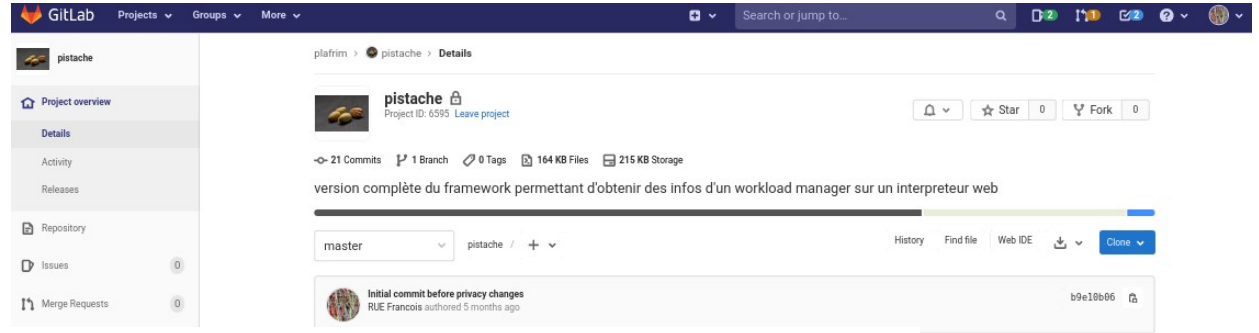 GitLab Projects Groups More Search or jump to... 2 1 2
pistache
plafrim > pistache > Details
pistache
Project ID: 6595 Leave project
Star 0 Fork 0
Project overview
Details
Activity
Releases
Repository
Issues 0
Merge Requests 0
21 Commits 1 Branch 0 Tags 164 KB Files 215 KB Storage
version complète du framework permettant d'obtenir des infos d'un workload manager sur un interpreteur web
master pistache / + History Find file Web IDE Clone
Initial commit before privacy changes
RUE Francois authored 5 months ago
b9e10b06